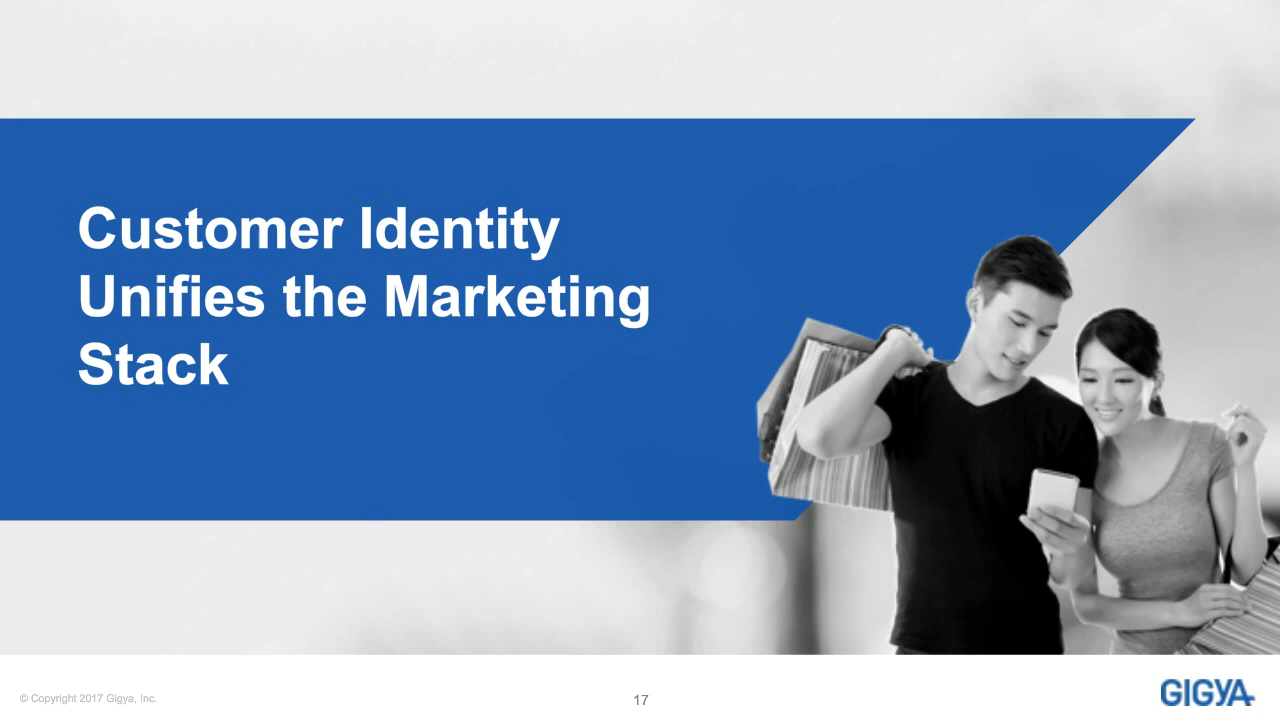 Customer Identity
Unifies the Marketing
Stack
© Copyright 2017 Gigya, Inc.
17
GIGYA